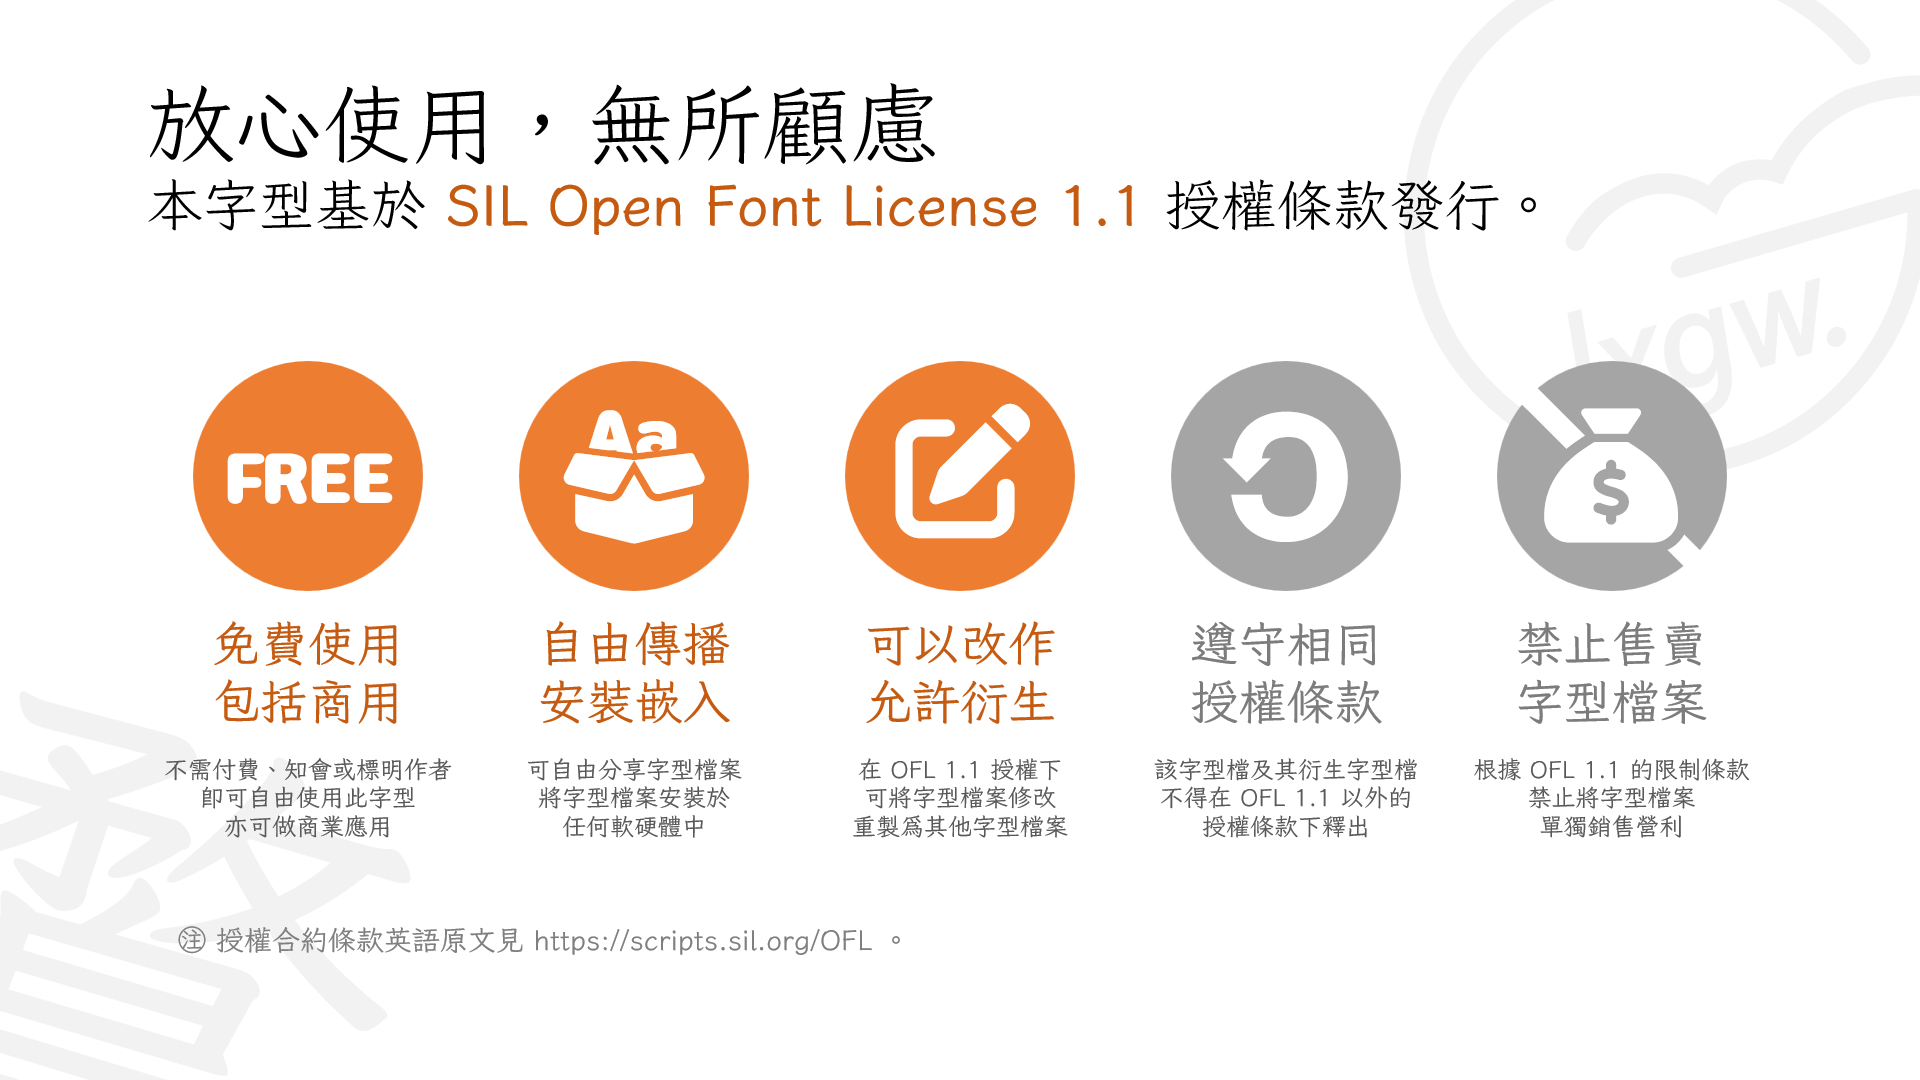 放心使用，無所顧慮
本字型基於 SIL Open Font License 1.1 授權條款發行。
lxgw.
FREE
Aa
$
免費使用
包括商用
不需付費、知會或標明作者
即可自由使用此字型
亦可做商業應用
自由傳播
安裝嵌入
可自由分享字型檔案
將字型檔案安裝於
任何軟硬體中
可以改作
允許衍生
在 OFL 1.1 授權下
可將字型檔案修改
重製爲其他字型檔案
遵守相同
授權條款
該字型檔及其衍生字型檔
不得在 OFL 1.1 以外的
授權條款下釋出
禁止售賣
字型檔案
根據 OFL 1.1 的限制條款
禁止將字型檔案
單獨銷售營利
㊟ 授權合約條款英語原文見 https://scripts.sil.org/OFL 。